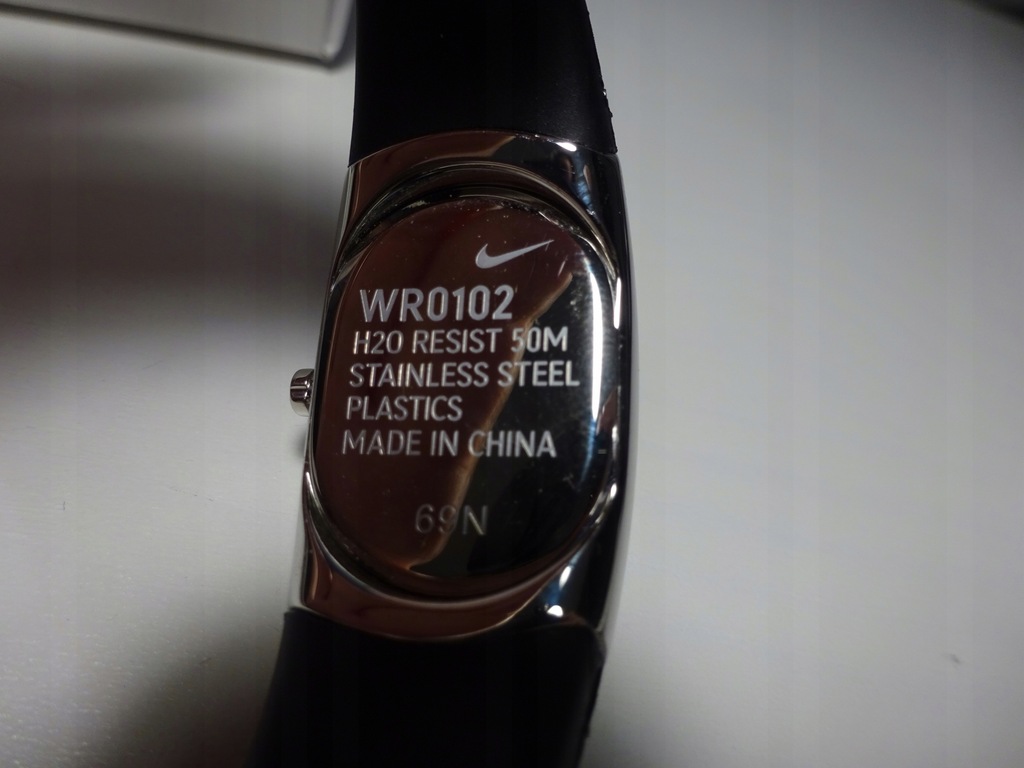 WR0102
H2O RESIST 50M
STAINLESS STEEL
PLASTICS
MADE IN CHINA
69N